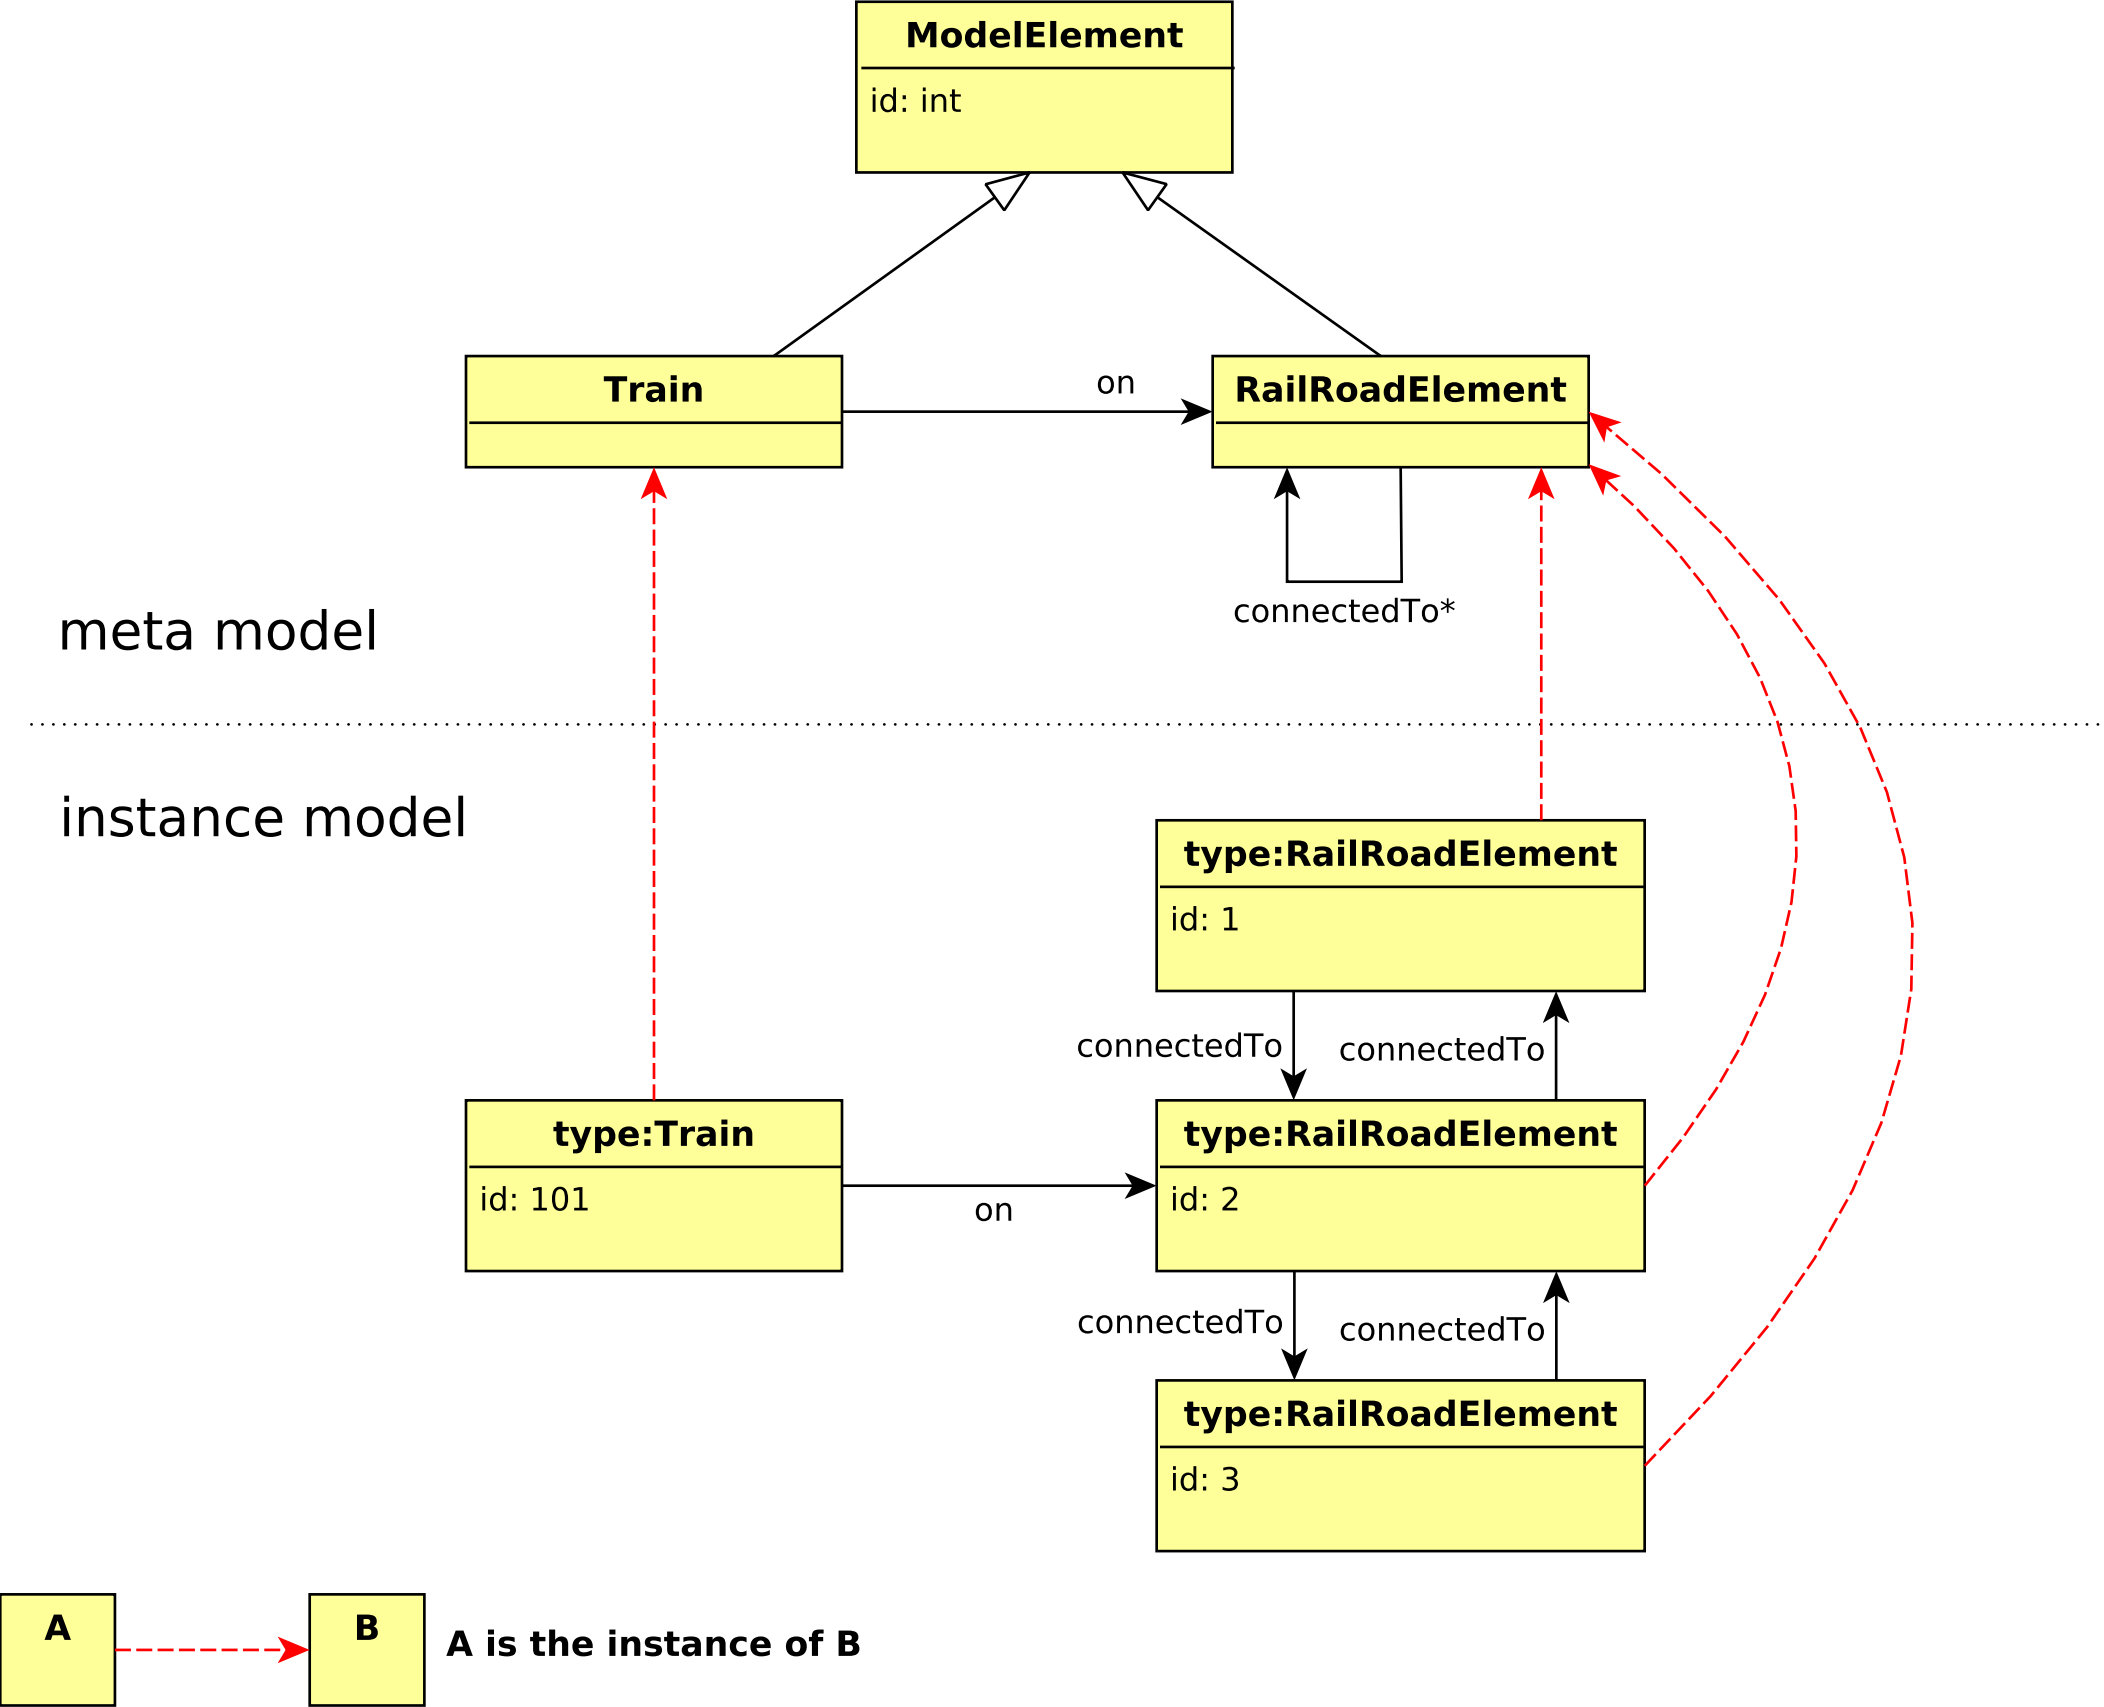 ModelElement
id: int
Train
on
RailRoadElement
connectedTo*
meta model
instance model
type:RailRoadElement
id: 1
connectedTo
connectedTo
type:Train
id: 101
on
type:RailRoadElement
id: 2
connectedTo
connectedTo
type:RailRoadElement
id: 3
A
B
A is the instance of B